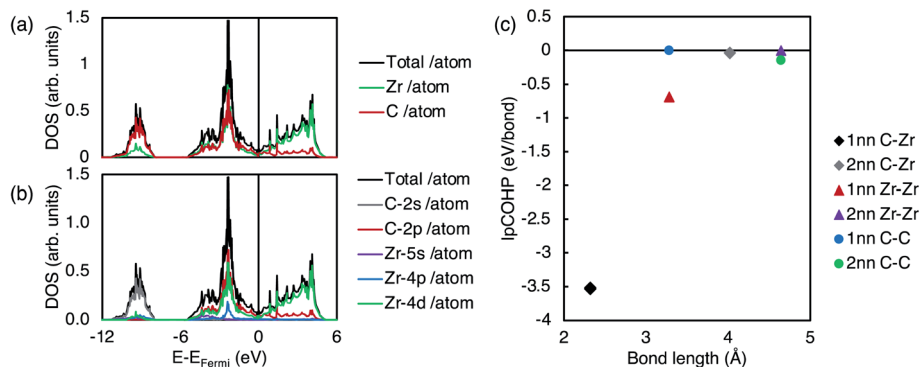 (a)
DOS (arb. units)
1.5
1
0.5
0
Total /atom
Zr /atom
C /atom
(b)
DOS (arb. units)
1.5
1.0
0.5
0.0
-12
-6
0
6
E-EFermi (eV)
Total /atom
C-2s /atom
C-2p /atom
Zr-5s /atom
Zr-4p /atom
Zr-4d /atom
(c)
IpCOHP (eV/bond)
0
-0.5
-1
-1.5
-2
-2.5
-3
-3.5
-4
2
3
4
5
Bond length (Å)
1nn C-Zr
2nn C-Zr
1nn Zr-Zr
2nn Zr-Zr
1nn C-C
2nn C-C